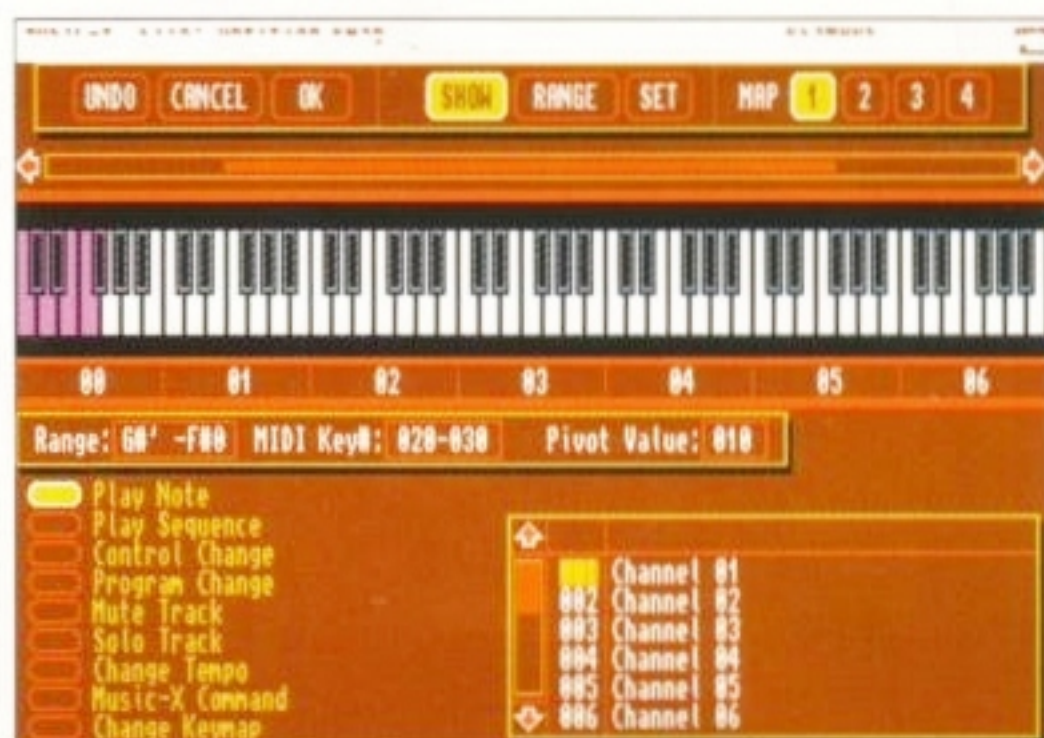 UNDO CANCEL OK SHOW RANGE SET MAP 1 2 3 4
00 01 02 03 04 05 06
Range: G#' -F#0 MIDI Key#: 020-030 Pivot Value: 010
Play Note
Play Sequence
Control Change
Program Change
Mute Track
Solo Track
Change Tempo
Music-X Command
Change Keymap
Channel 01
002 Channel 02
003 Channel 03
004 Channel 04
005 Channel 05
006 Channel 06